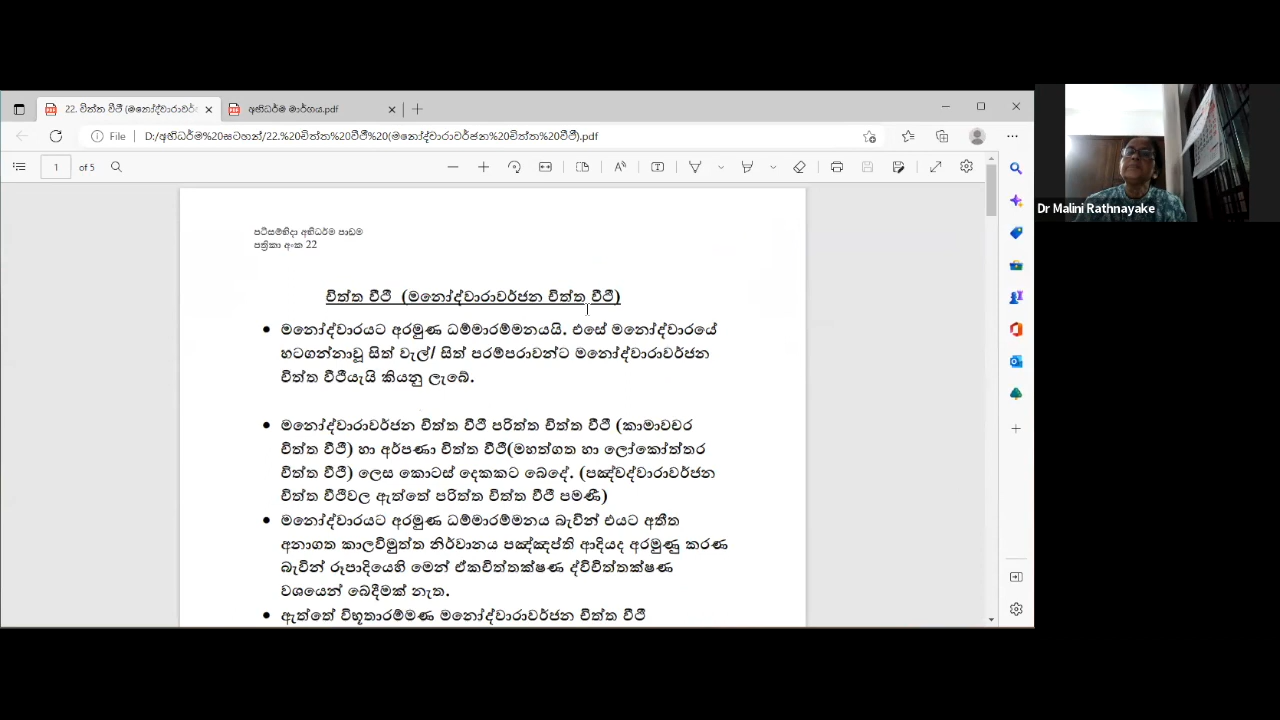 22. චිත්ත වීථී (මනෝද්වාරාවර්
අභිධර්ම මාර්ගය.pdf
File
D:/අභිධර්ම%20සටහන්/22.%20චිත්ත%20වීථී%20(මනෝද්වාරාවර්ජන%20චිත්ත%20වීථී).pdf
1 of 5
පටිසම්භිදා අභිධර්ම පාඩම
පත්‍රිකා අංක 22
චිත්ත වීථී (මනෝද්වාරාවර්ජන චිත්ත වීථී)
• මනෝද්වාරයට අරමුණ ධම්මාරම්මනයයි. එසේ මනෝද්වාරයේ
හටගන්නාවූ සිත් වැල්/ සිත් පරම්පරාවන්ට මනෝද්වාරාවර්ජන
චිත්ත වීථියැයි කියනු ලැබේ.
• මනෝද්වාරාවර්ජන චිත්ත වීථී පරිත්ත චිත්ත වීථී (කාමාවචර
චිත්ත වීථී) හා අර්පණා චිත්ත වීථී(මහත්ගත හා ලෝකෝත්තර
චිත්ත වීථී) ලෙස කොටස් දෙකකට බෙදේ. (පඤ්චද්වාරාවර්ජන
චිත්ත වීථිවල ඇත්තේ පරිත්ත චිත්ත වීථී පමණී)
• මනෝද්වාරයට අරමුණ ධම්මාරම්මනය බැවින් එයට අතීත
අනාගත කාලවිමුත්ත නිර්වානය පඤ්ඤප්ති ආදියද අරමුණු කරණ
බැවින් රූපාදියෙහි මෙන් ඒකචිත්තක්ෂණ ද්විචිත්තක්ෂණ
වශයෙන් බෙදීමක් නැත.
• ඇත්තේ විභූතාරම්මණ මනෝද්වාරාවර්ජන චිත්ත වීථී
Dr Malini Rathnayake